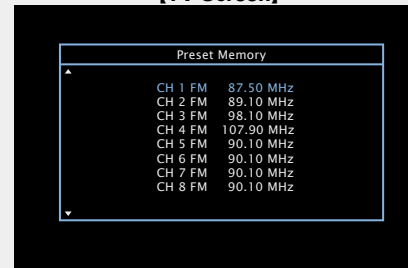 [TV Screen]
Preset Memory
CH 1 FM 87.50 MHz
CH 2 FM 89.10 MHz
CH 3 FM 98.10 MHz
CH 4 FM 107.90 MHz
CH 5 FM 90.10 MHz
CH 6 FM 90.10 MHz
CH 7 FM 90.10 MHz
CH 8 FM 90.10 MHz